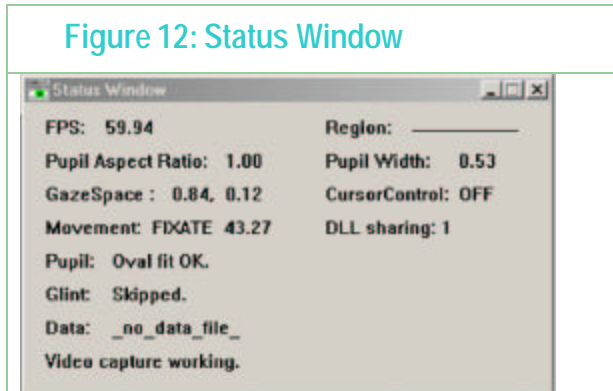 Figure 12: Status Window
Status Window
FPS: 59.94 Region:
Pupil Aspect Ratio: 1.00 Pupil Width: 0.53
GazeSpace : 0.84, 0.12 CursorControl: OFF
Movement: FIXATE 43.27 DLL sharing: 1
Pupil: Oval fit OK.
Glint: Skipped.
Data: _no_data_file_
Video capture working.